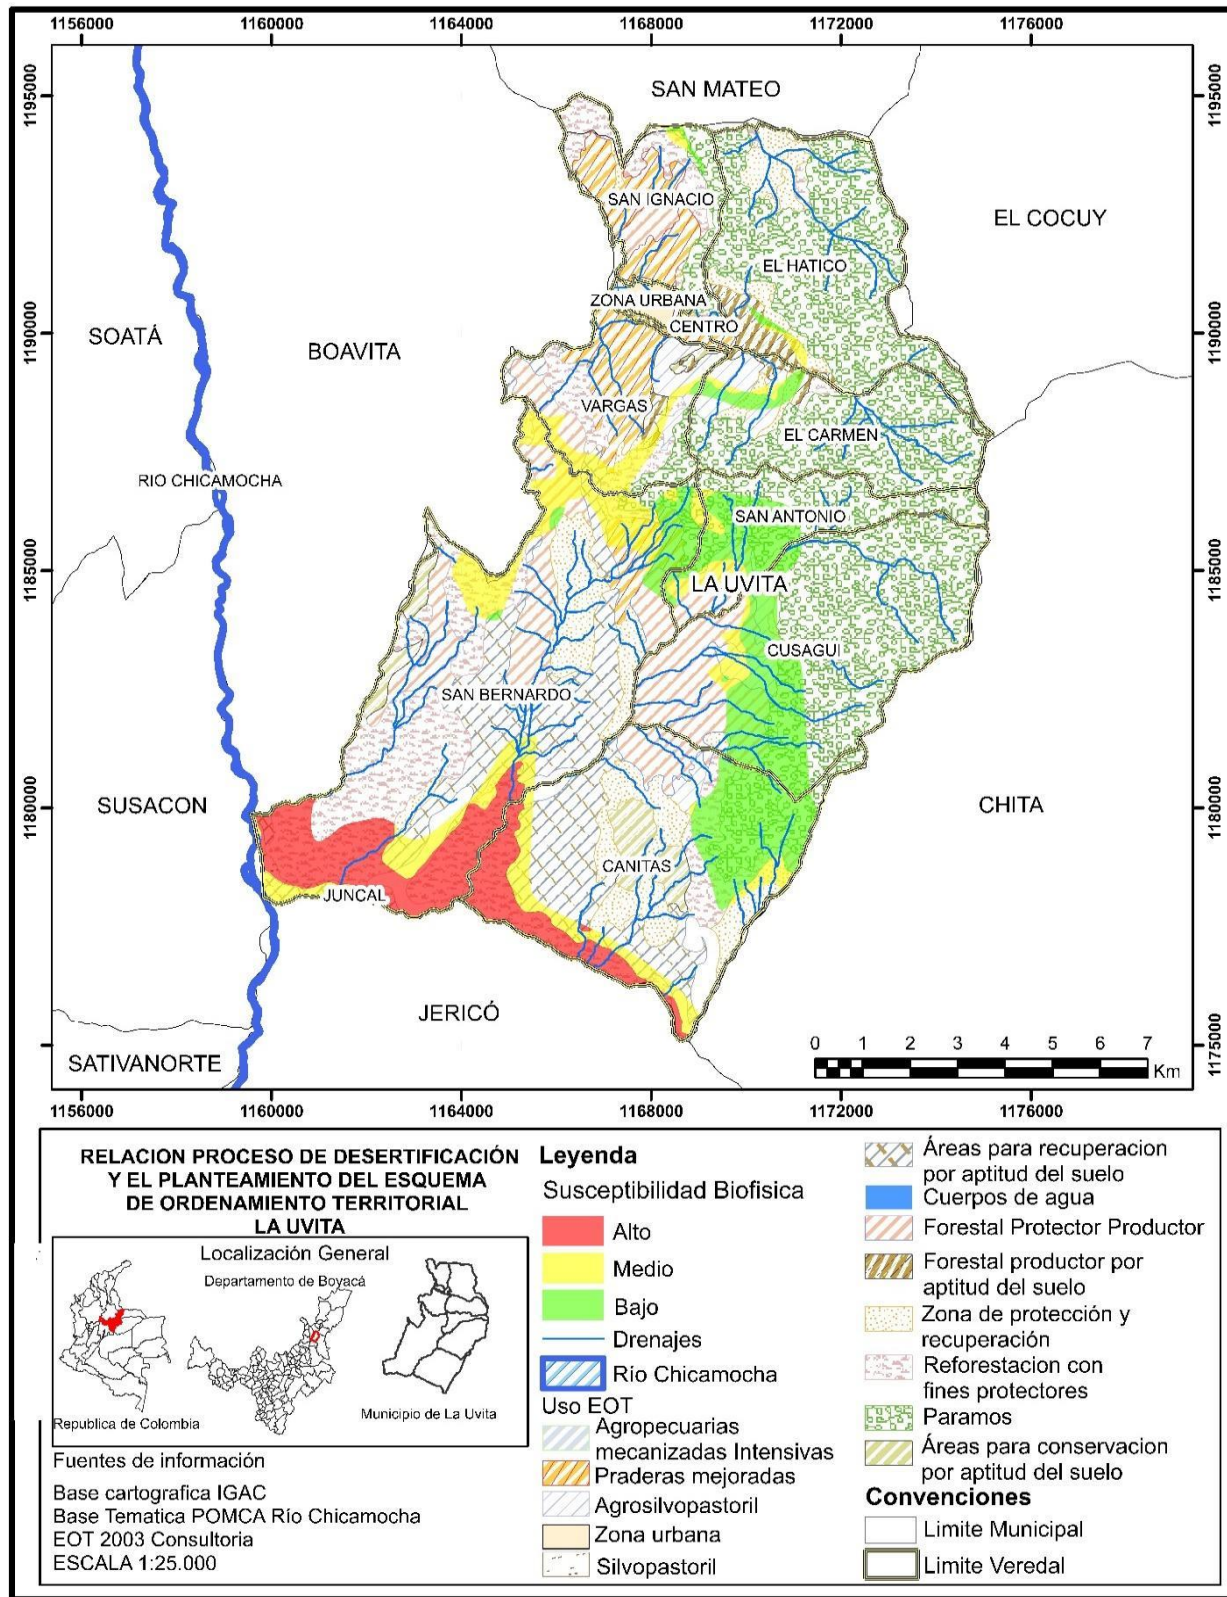 1156000 1160000 1164000 1168000 1172000 1176000
1195000 1195000
SAN MATEO
SAN IGNACIO
EL COCUY
EL HATICO
ZONA URBANA
CENTRO
1190000 1190000
SOATÁ
BOAVITA
VARGAS
EL CARMEN
RIO CHICAMOCHA
SAN ANTONIO
1185000 1185000
LA UVITA
CUSAGUI
SAN BERNARDO
1180000 1180000
SUSACON
CHITA
CANITAS
JUNCAL
JERICÓ
SATIVANORTE
0 1 2 3 4 5 6 7
Km
1175000 1175000
1156000 1160000 1164000 1168000 1172000 1176000
RELACION PROCESO DE DESERTIFICACIÓN
Y EL PLANTEAMIENTO DEL ESQUEMA
DE ORDENAMIENTO TERRITORIAL
LA UVITA
Localización General
Departamento de Boyacá
Republica de Colombia
Municipio de La Uvita
Fuentes de información
Base cartografica IGAC
Base Tematica POMCA Río Chicamocha
EOT 2003 Consultoria
ESCALA 1:25.000
Leyenda
Susceptibilidad Biofisica
Alto
Medio
Bajo
Drenajes
Río Chicamocha
Uso EOT
Agropecuarias
mecanizadas Intensivas
Praderas mejoradas
Agrosilvopastoril
Zona urbana
Silvopastoril
Áreas para recuperacion
por aptitud del suelo
Cuerpos de agua
Forestal Protector Productor
Forestal productor por
aptitud del suelo
Zona de protección y
recuperación
Reforestacion con
fines protectores
Paramos
Áreas para conservacion
por aptitud del suelo
Convenciones
Limite Municipal
Limite Veredal